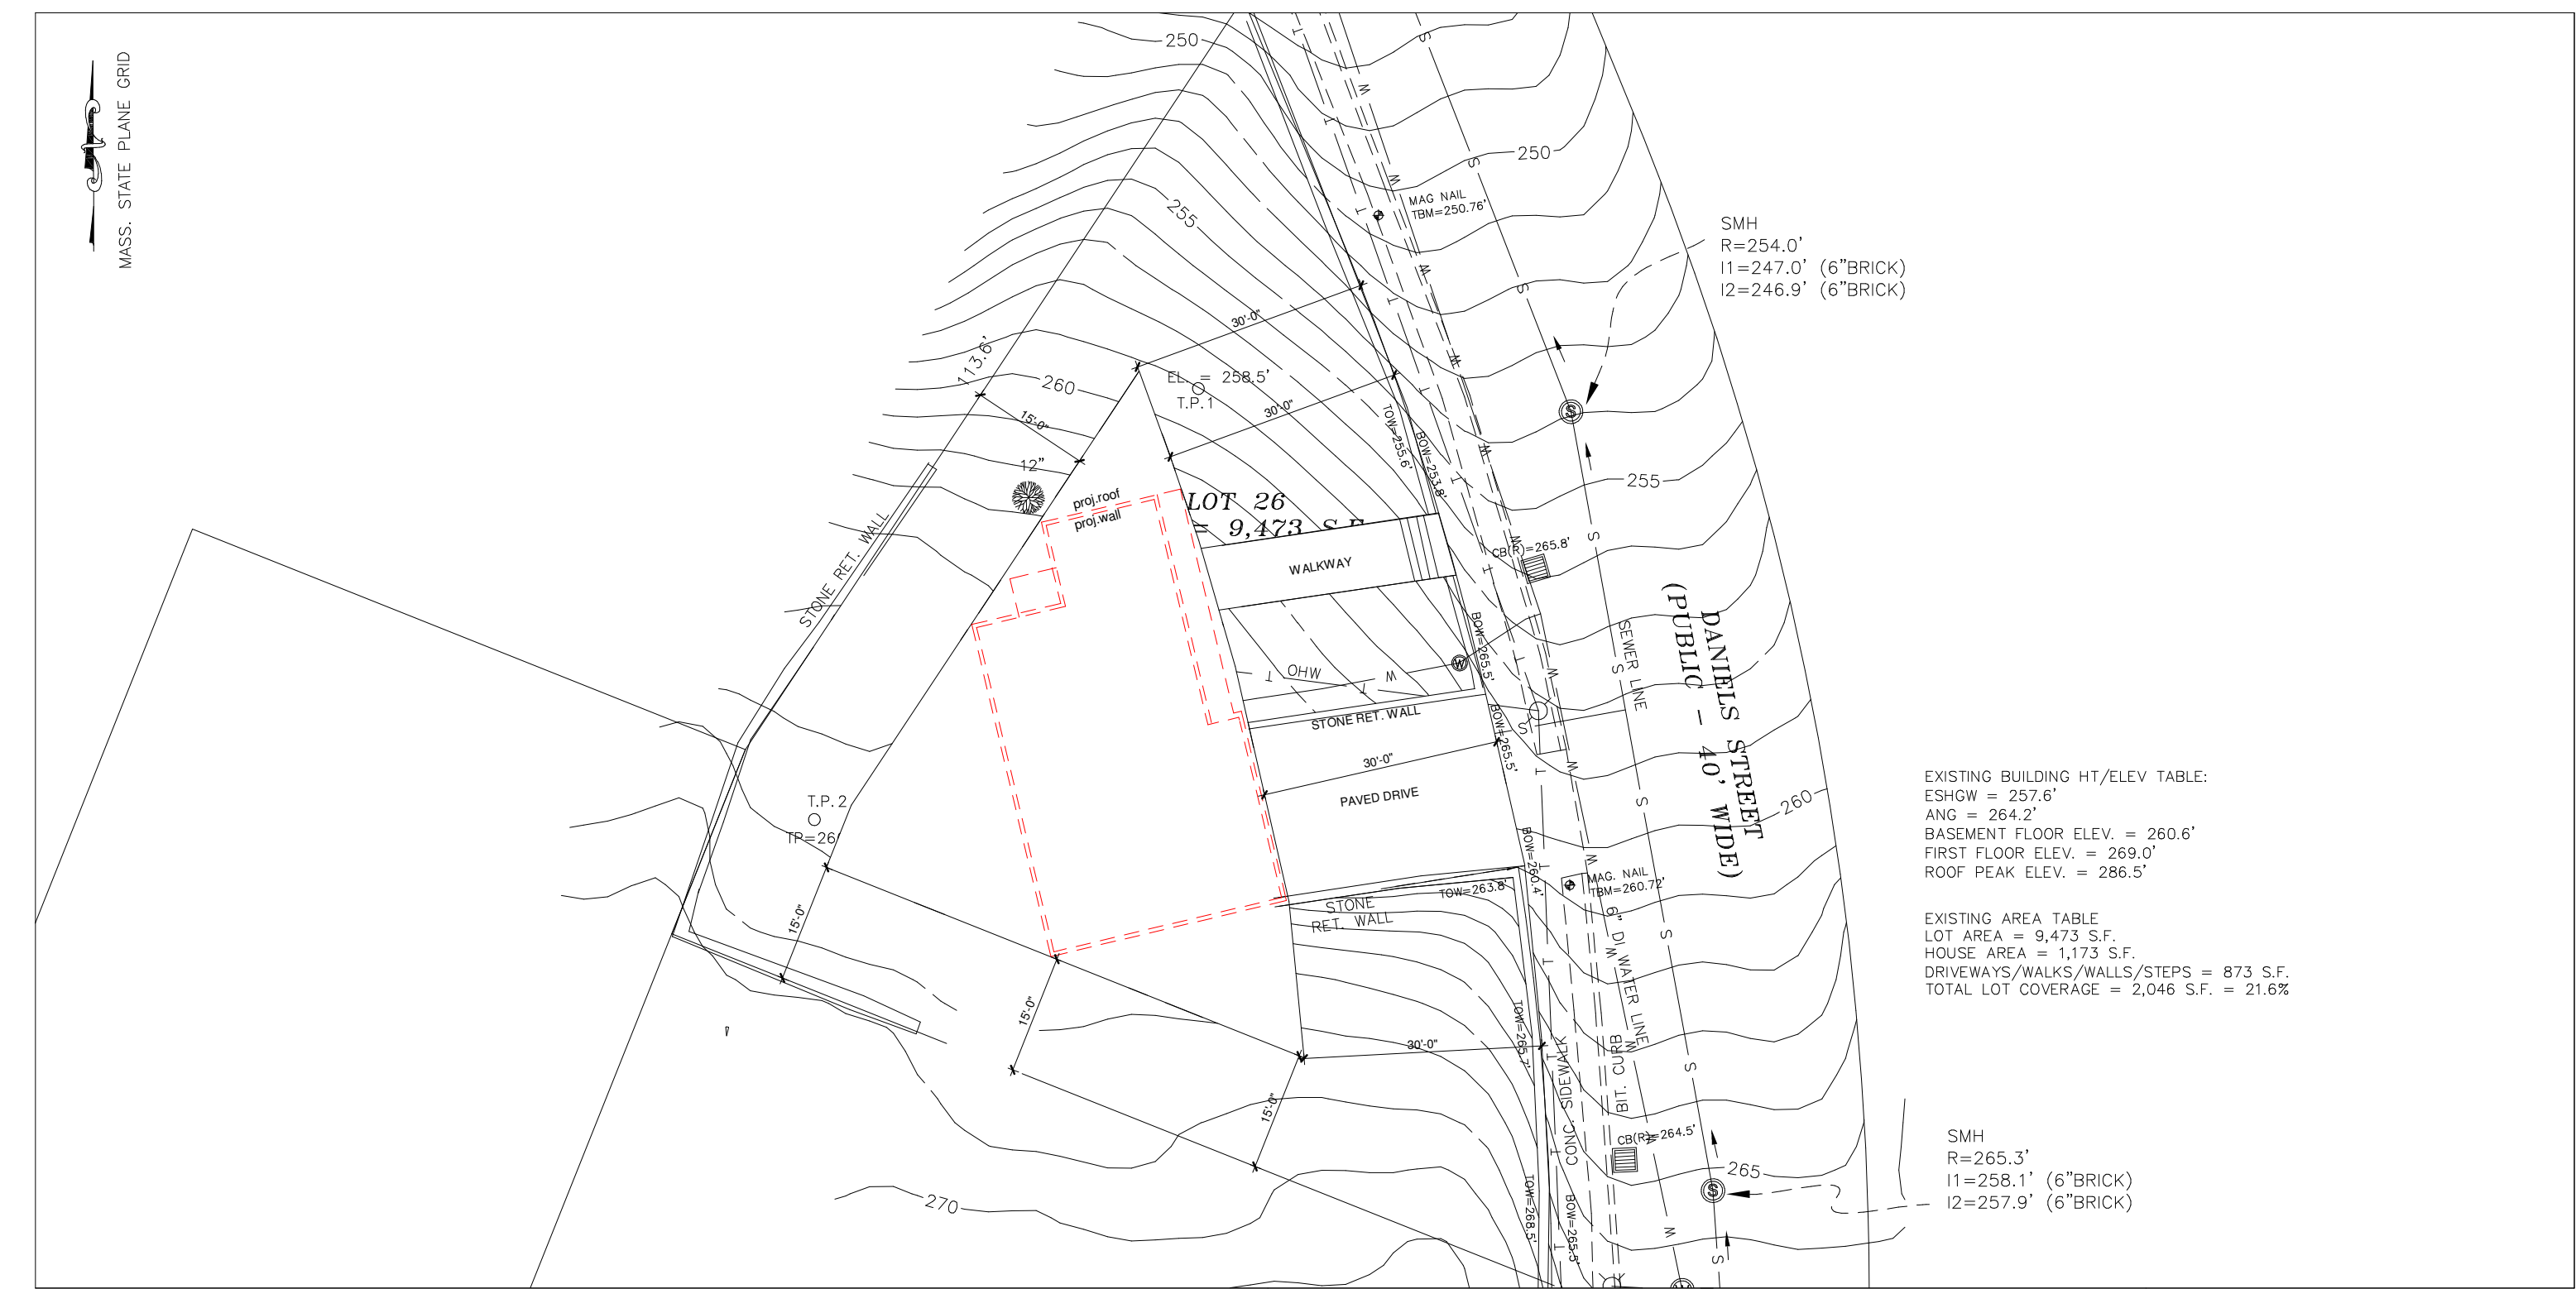 MASS. STATE PLANE GRID
250
250
MAG NAIL
TBM=250.76'
255
SMH
R=254.0'
I1=247.0' (6"BRICK)
I2=246.9' (6"BRICK)
30'-0"
113.6'
260
EL. = 258.5'
T.P.1
15'-0"
30'-0"
TOW=255.6'
BOW=253.8'
12"
255
proj.roof
proj.wall
LOT 26
= 9,473 S.F.
STONE RET. WALL
WALKWAY
CB(R)=265.8'
BOW=265.5'
SEWER LINE
DANIELS STREET
(PUBLIC - 40' WIDE)
OHW
T
T
W
W
S
STONE RET. WALL
BOW=265.5'
30'-0"
PAVED DRIVE
260
T.P. 2
TP=26
EXISTING BUILDING HT/ELEV TABLE:
ESHGW = 257.6'
ANG = 264.2'
BASEMENT FLOOR ELEV. = 260.6'
FIRST FLOOR ELEV. = 269.0'
ROOF PEAK ELEV. = 286.5'
BOW=260.4'
MAG. NAIL
TBM=260.72'
TOW=263.8'
STONE
RET. WALL
15'-0"
6" DI WATER LINE
EXISTING AREA TABLE
LOT AREA = 9,473 S.F.
HOUSE AREA = 1,173 S.F.
DRIVEWAYS/WALKS/WALLS/STEPS = 873 S.F.
TOTAL LOT COVERAGE = 2,046 S.F. = 21.6%
15'-0"
TOW=265.7'
30'-0"
CONC. SIDEWALK
BIT. CURB
15'-0"
CB(R)=264.5'
265
SMH
R=265.3'
I1=258.1' (6"BRICK)
I2=257.9' (6"BRICK)
270
TOW=268.5'
BOW=265.5'